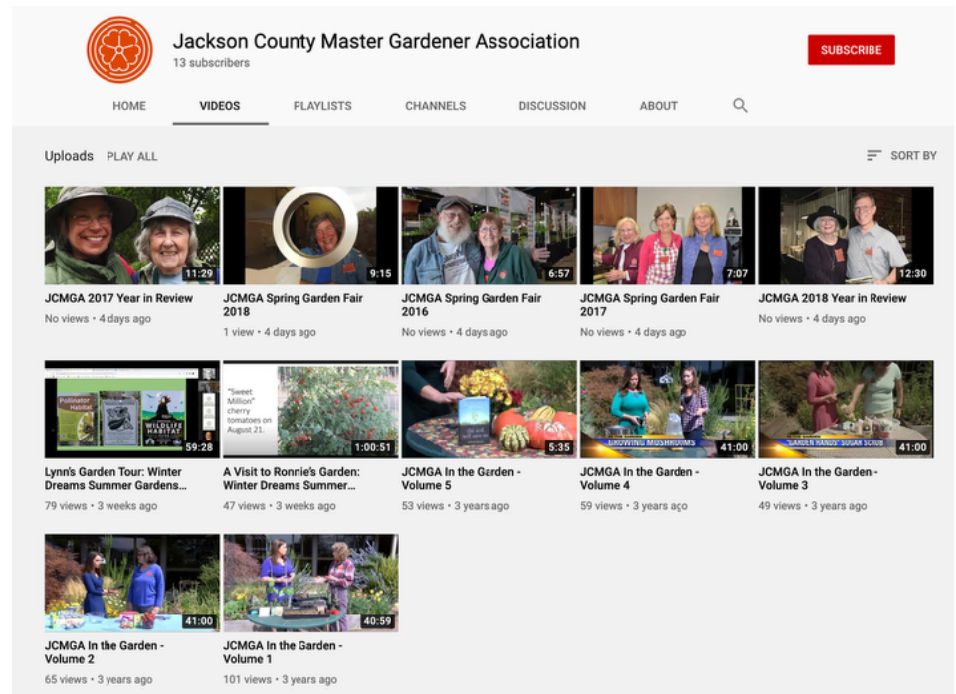 Jackson County Master Gardener Association
13 subscribers
SUBSCRIBE
HOME VIDEOS PLAYLISTS CHANNELS DISCUSSION ABOUT
Uploads PLAY ALL SORT BY
11:29
9:15
6:57
7:07
12:30
JCMGA 2017 Year in Review
No views • 4 days ago
JCMGA Spring Garden Fair
2018
1 view • 4 days ago
JCMGA Spring Garden Fair
2016
No views • 4 days ago
JCMGA Spring Garden Fair
2017
No views • 4 days ago
JCMGA 2018 Year in Review
No views • 4 days ago
Pollinator
Habitat
WILDLIFE
HABITAT
59:28
"Sweet
Million"
cherry
tomatoes on
August 21.
1:00:51
5:35
GROWING MUSHROOMS
41:00
"GARDEN HANDS" SUGAR SCRUB
41:00
Lynn's Garden Tour: Winter
Dreams Summer Gardens...
79 views • 3 weeks ago
A Visit to Ronnie's Garden:
Winter Dreams Summer...
47 views • 3 weeks ago
JCMGA In the Garden -
Volume 5
53 views • 3 years ago
JCMGA In the Garden -
Volume 4
59 views • 3 years ago
JCMGA In the Garden -
Volume 3
49 views • 3 years ago
41:00
40:59
JCMGA In the Garden -
Volume 2
65 views • 3 years ago
JCMGA In the Garden -
Volume 1
101 views • 3 years ago